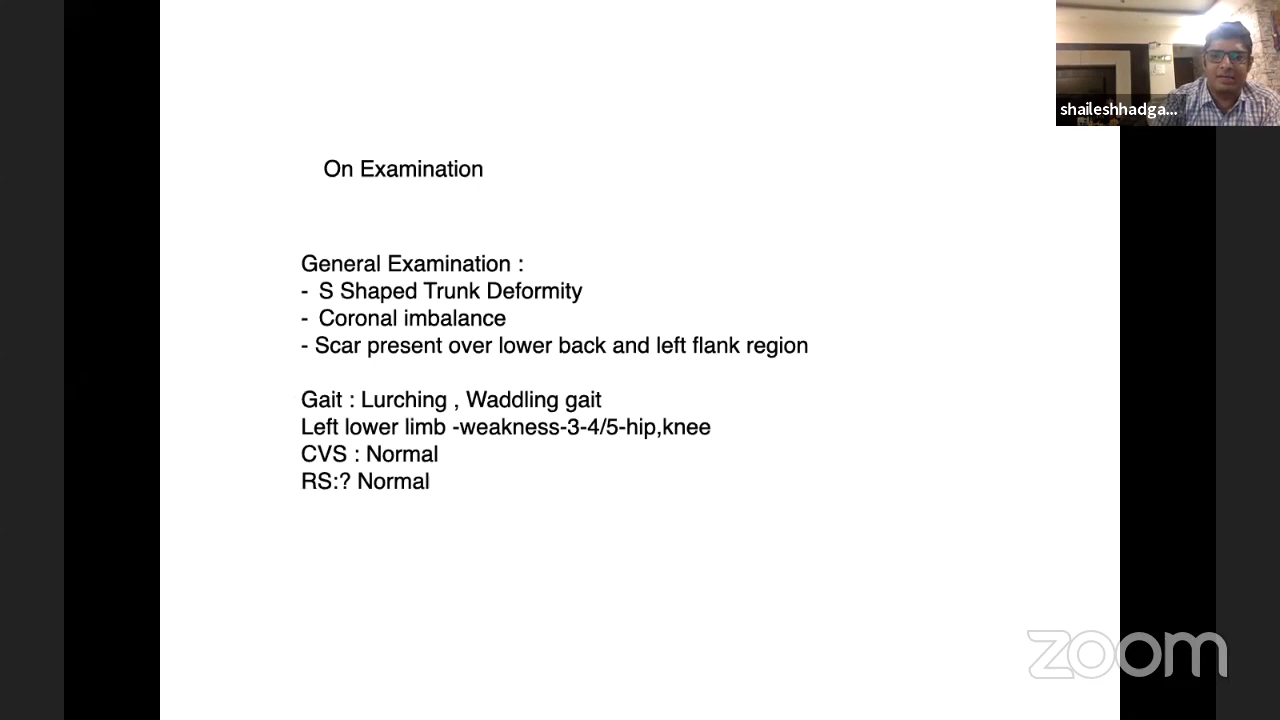 shaileshhadga...
On Examination
General Examination :
- S Shaped Trunk Deformity
- Coronal imbalance
- Scar present over lower back and left flank region
Gait : Lurching , Waddling gait
Left lower limb -weakness-3-4/5-hip,knee
CVS : Normal
RS:? Normal
zoom